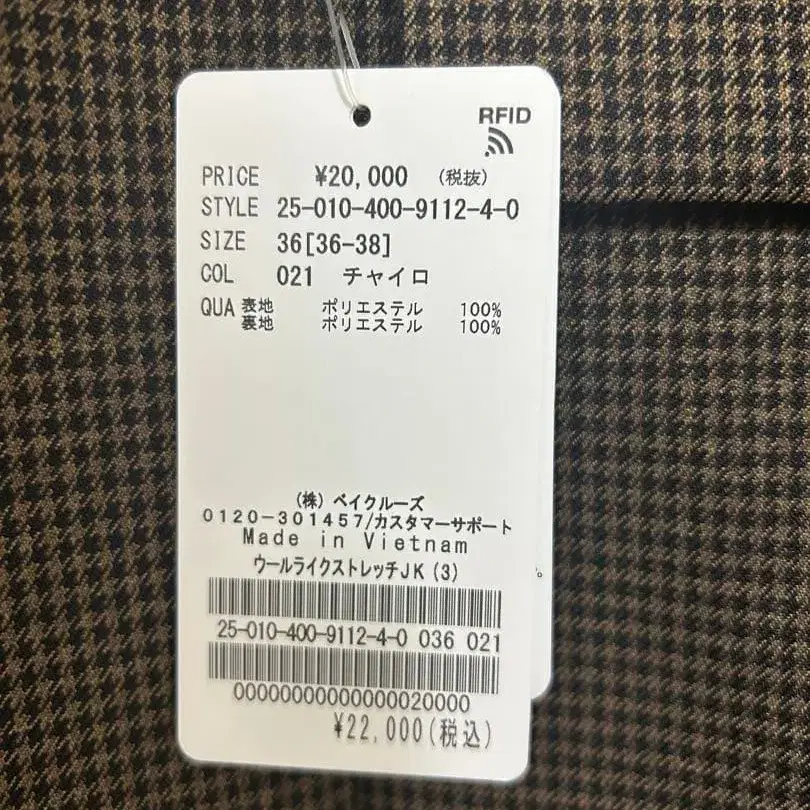 RFID
PRICE ¥20,000 (税抜)
STYLE 25-010-400-9112-4-0
SIZE 36[36-38]
COL 021 チャイロ
QUA 表地 ポリエステル 100%
裏地 ポリエステル 100%
(株) ベイクルーズ
0120-301457/カスタマーサポート
Made in Vietnam
ウールライクストレッチJK(3)
25-010-400-9112-4-0 036 021
00000000000000020000
¥22,000(税込)
。